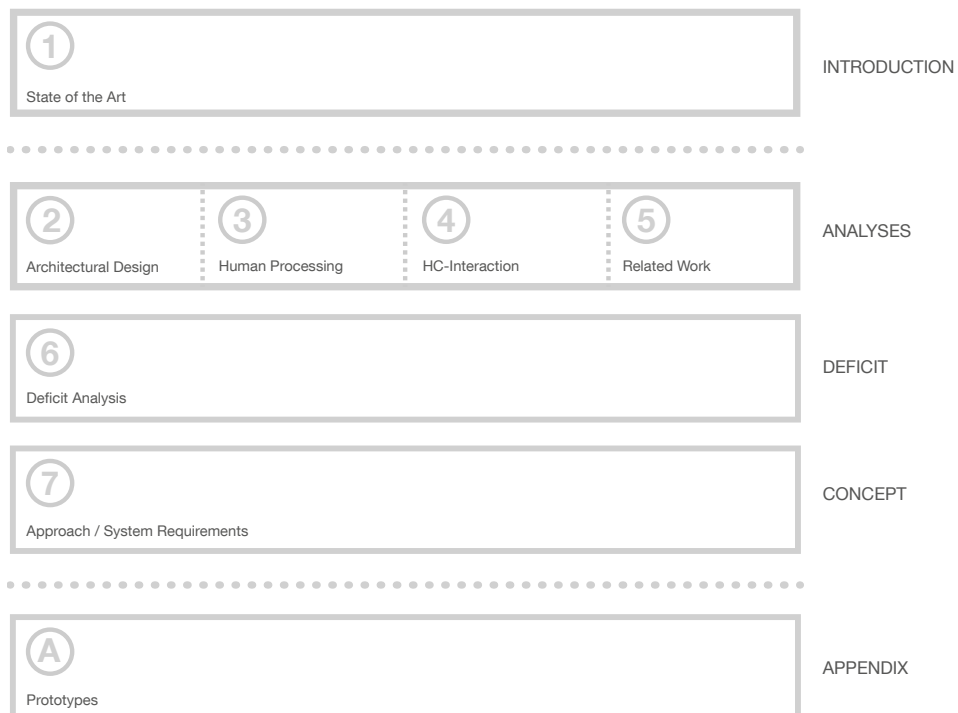 1
State of the Art
INTRODUCTION
2
3
4
5
Architectural Design
Human Processing
HC-Interaction
Related Work
ANALYSES
6
Deficit Analysis
DEFICIT
7
Approach / System Requirements
CONCEPT
A
Prototypes
APPENDIX